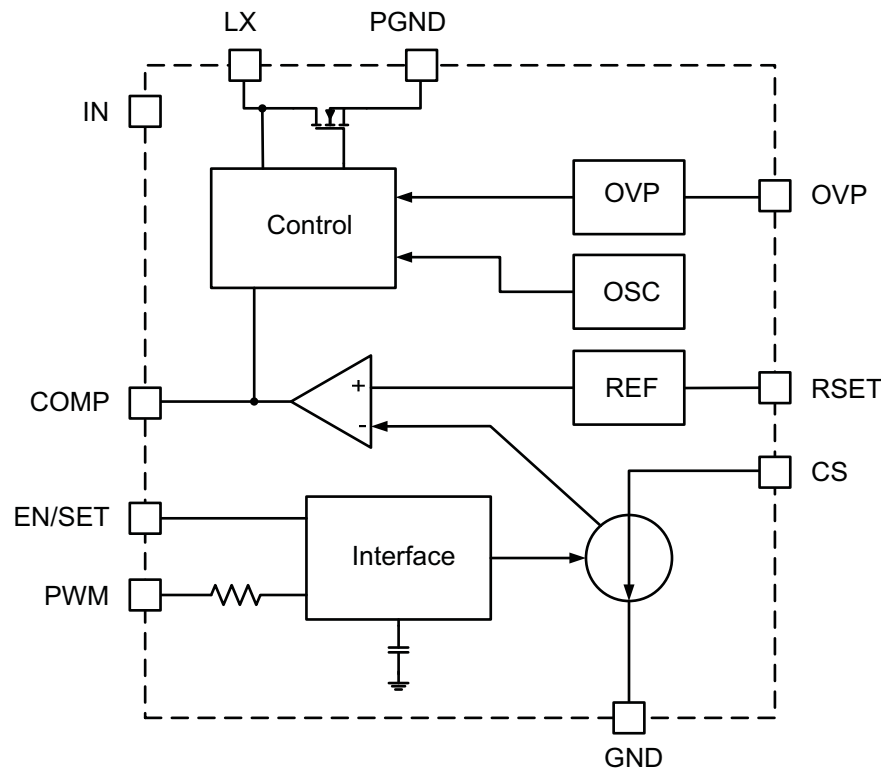 LX
PGND
IN
OVP
OVP
Control
OSC
COMP
+
-
REF
RSET
CS
EN/SET
Interface
PWM
GND